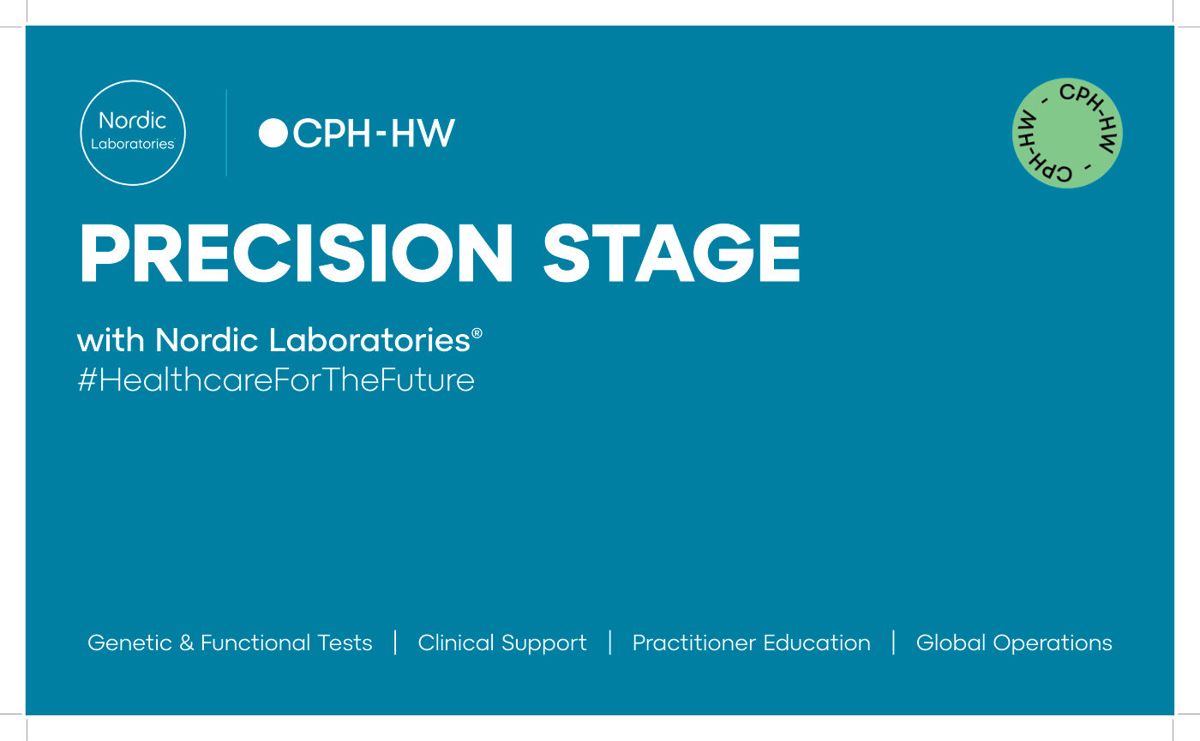 Nordic
Laboratories
CPH-HW
CPH-HW - CPH-HW -
PRECISION STAGE
with Nordic Laboratories®
#HealthcareForTheFuture
Genetic & Functional Tests | Clinical Support | Practitioner Education | Global Operations